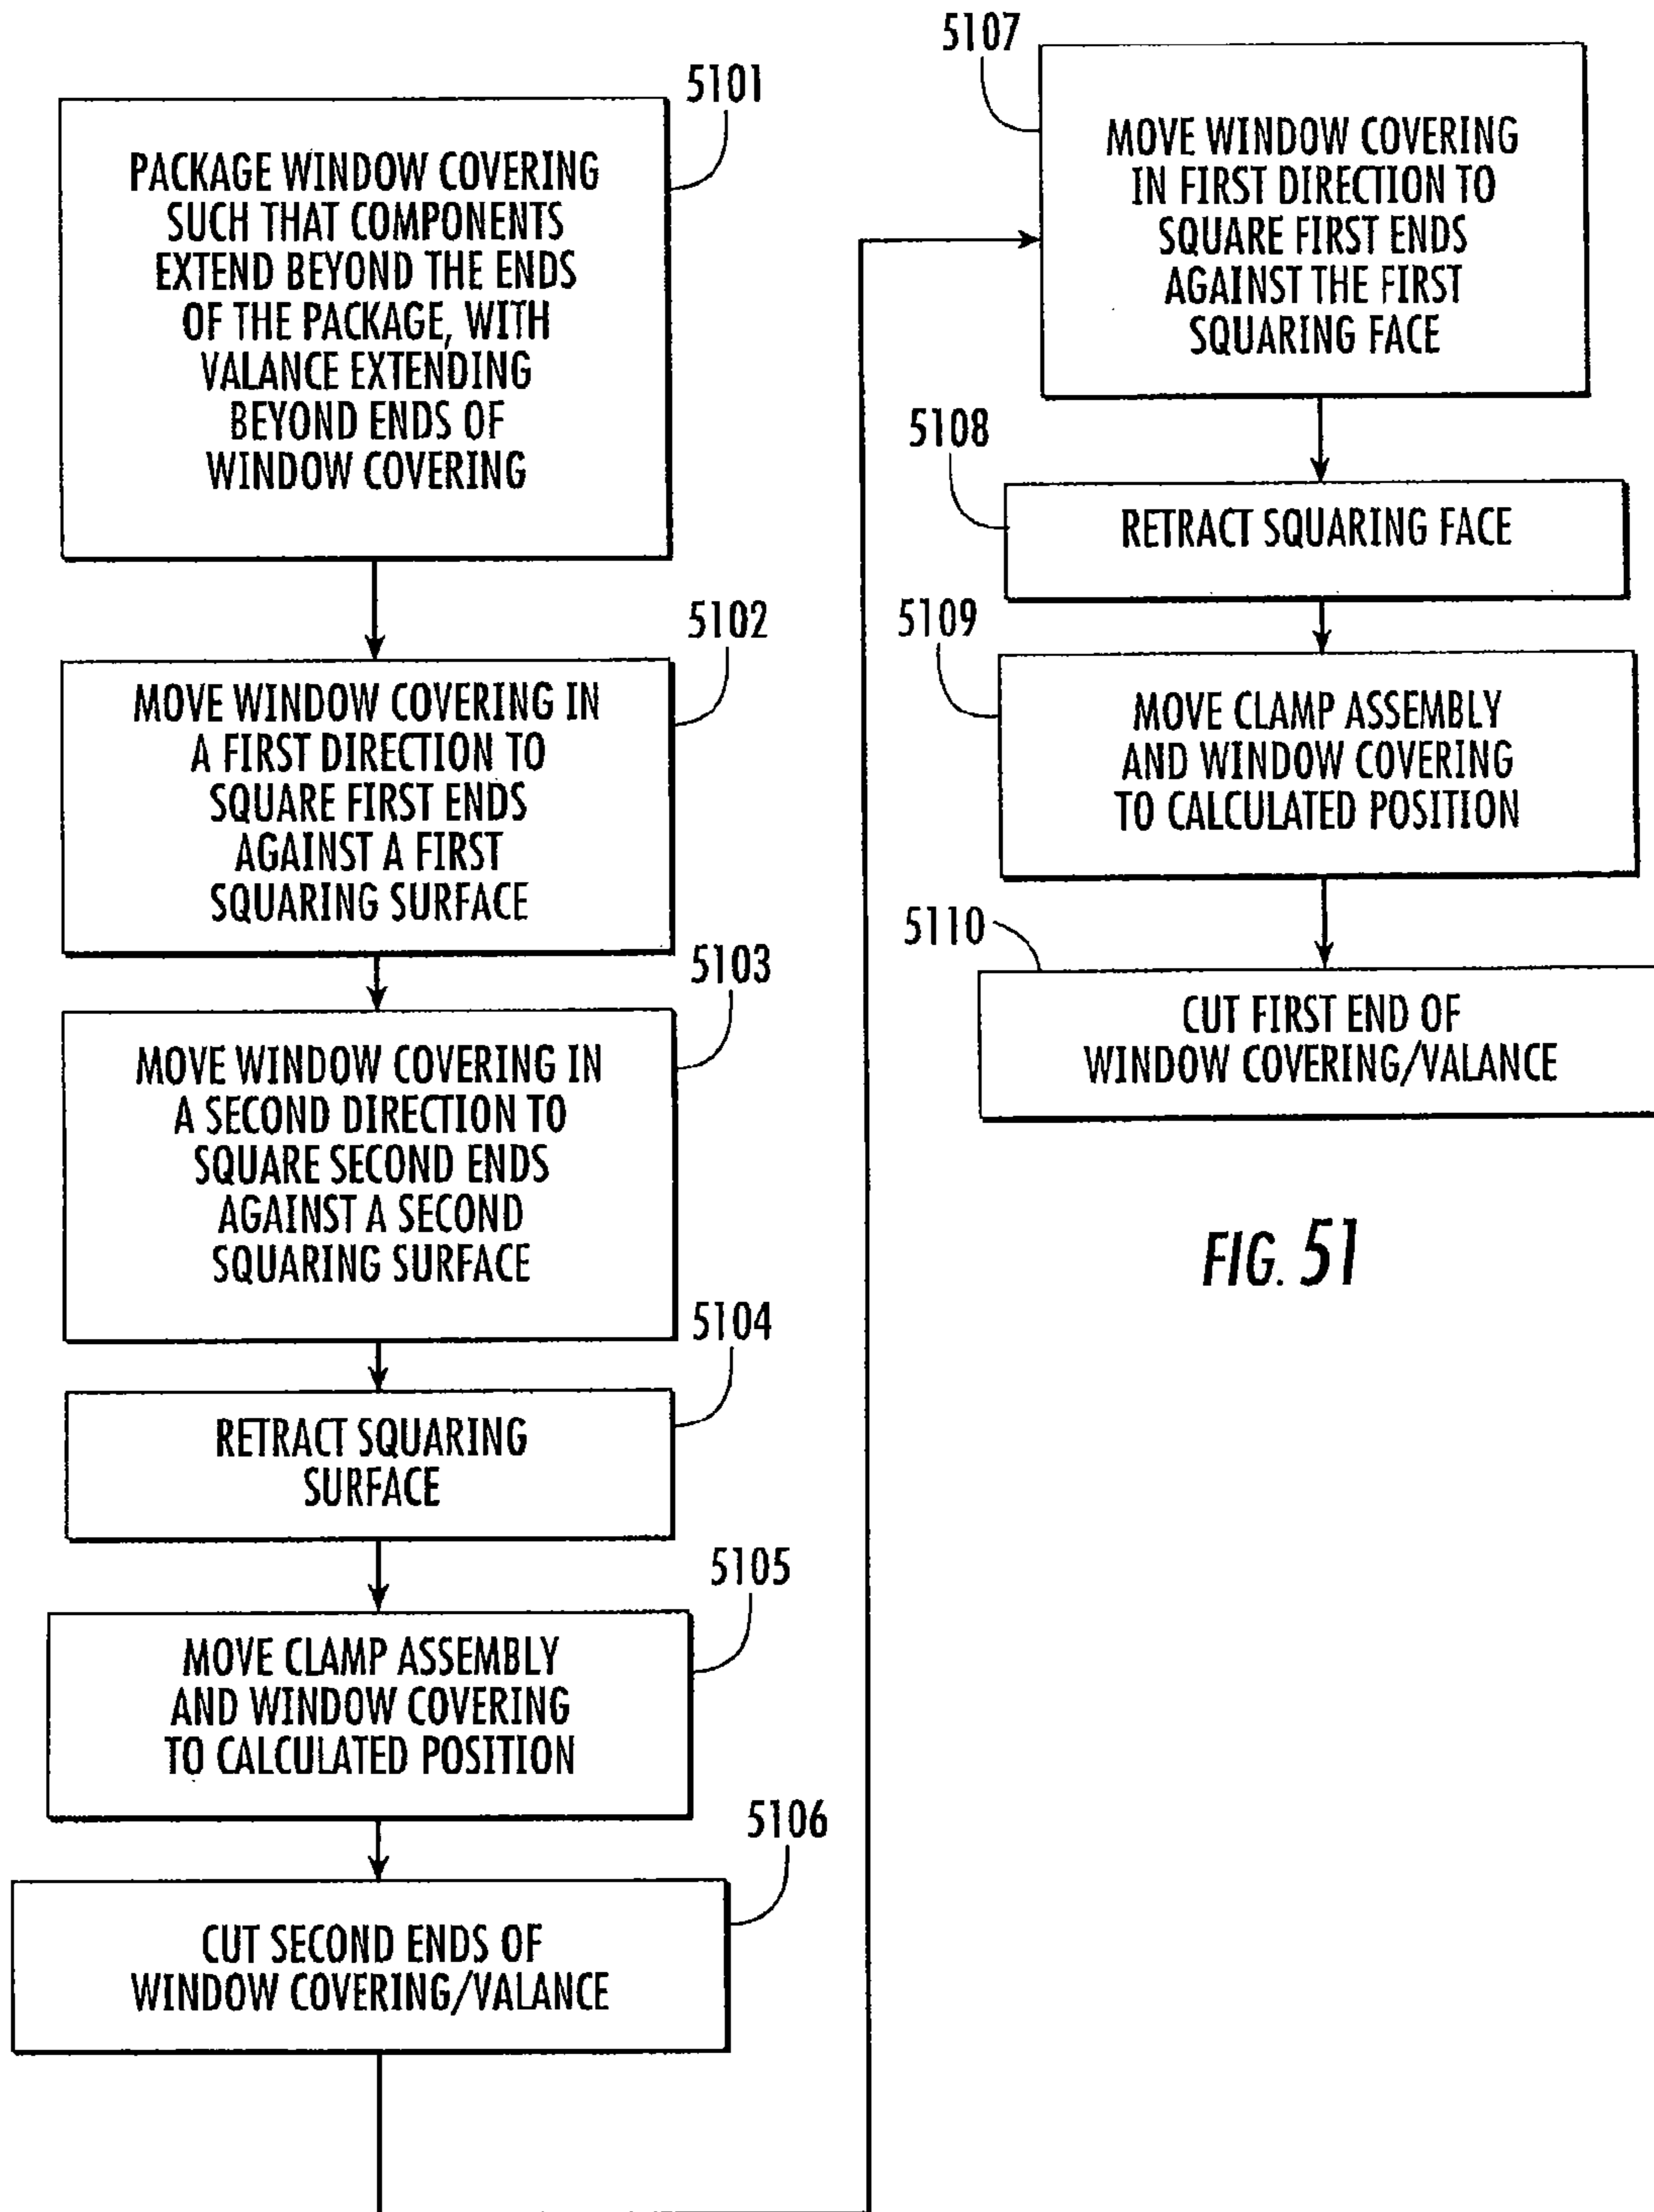 5101
PACKAGE WINDOW COVERING
SUCH THAT COMPONENTS
EXTEND BEYOND THE ENDS
OF THE PACKAGE, WITH
VALANCE EXTENDING
BEYOND ENDS OF
WINDOW COVERING
5102
MOVE WINDOW COVERING IN
A FIRST DIRECTION TO
SQUARE FIRST ENDS
AGAINST A FIRST
SQUARING SURFACE
5103
MOVE WINDOW COVERING IN
A SECOND DIRECTION TO
SQUARE SECOND ENDS
AGAINST A SECOND
SQUARING SURFACE
5104
RETRACT SQUARING
SURFACE
5105
MOVE CLAMP ASSEMBLY
AND WINDOW COVERING
TO CALCULATED POSITION
5106
CUT SECOND ENDS OF
WINDOW COVERING/VALANCE
5107
MOVE WINDOW COVERING
IN FIRST DIRECTION TO
SQUARE FIRST ENDS
AGAINST THE FIRST
SQUARING FACE
5108
RETRACT SQUARING FACE
5109
MOVE CLAMP ASSEMBLY
AND WINDOW COVERING
TO CALCULATED POSITION
5110
CUT FIRST END OF
WINDOW COVERING/VALANCE
FIG. 51